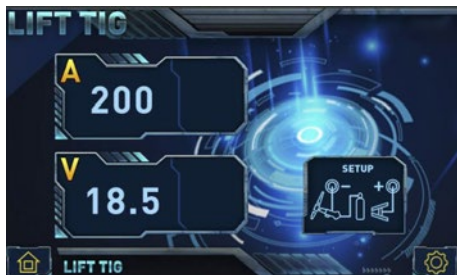 LIFT TIG
A
200
V
18.5
SETUP
- +
LIFT TIG